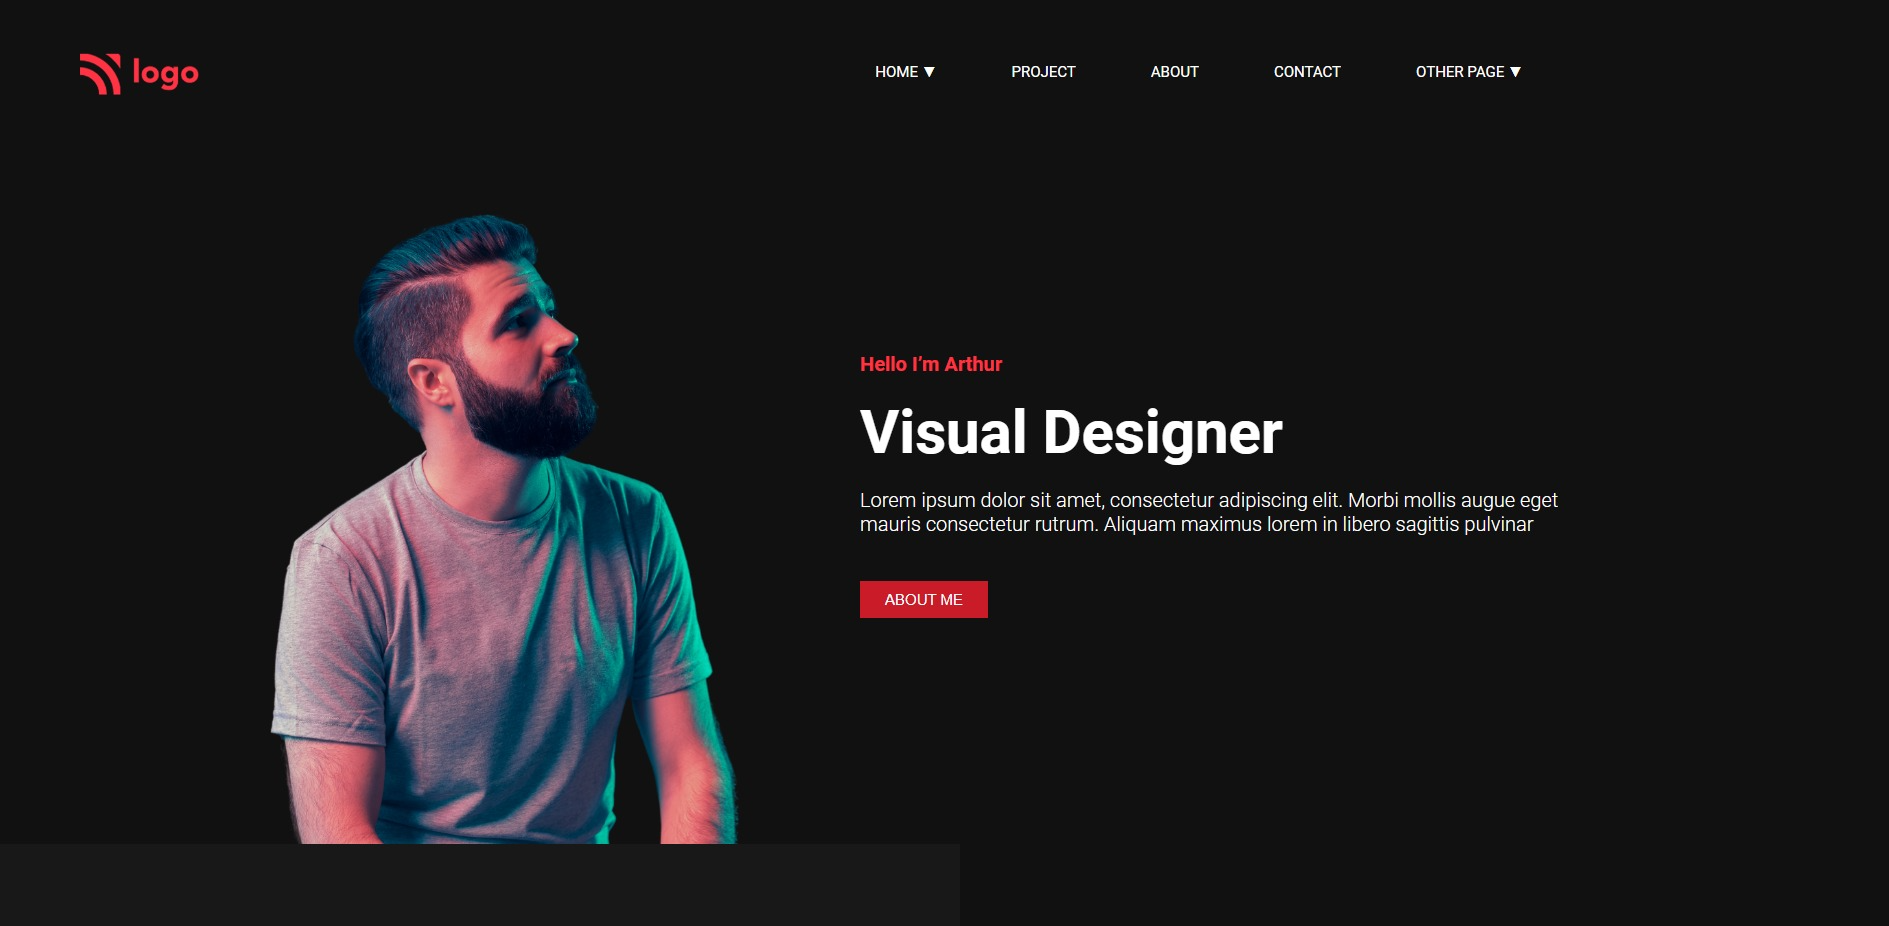 logo
HOME ▼
PROJECT
ABOUT
CONTACT
OTHER PAGE ▼
Hello I’m Arthur
Visual Designer
Lorem ipsum dolor sit amet, consectetur adipiscing elit. Morbi mollis augue eget
mauris consectetur rutrum. Aliquam maximus lorem in libero sagittis pulvinar
ABOUT ME